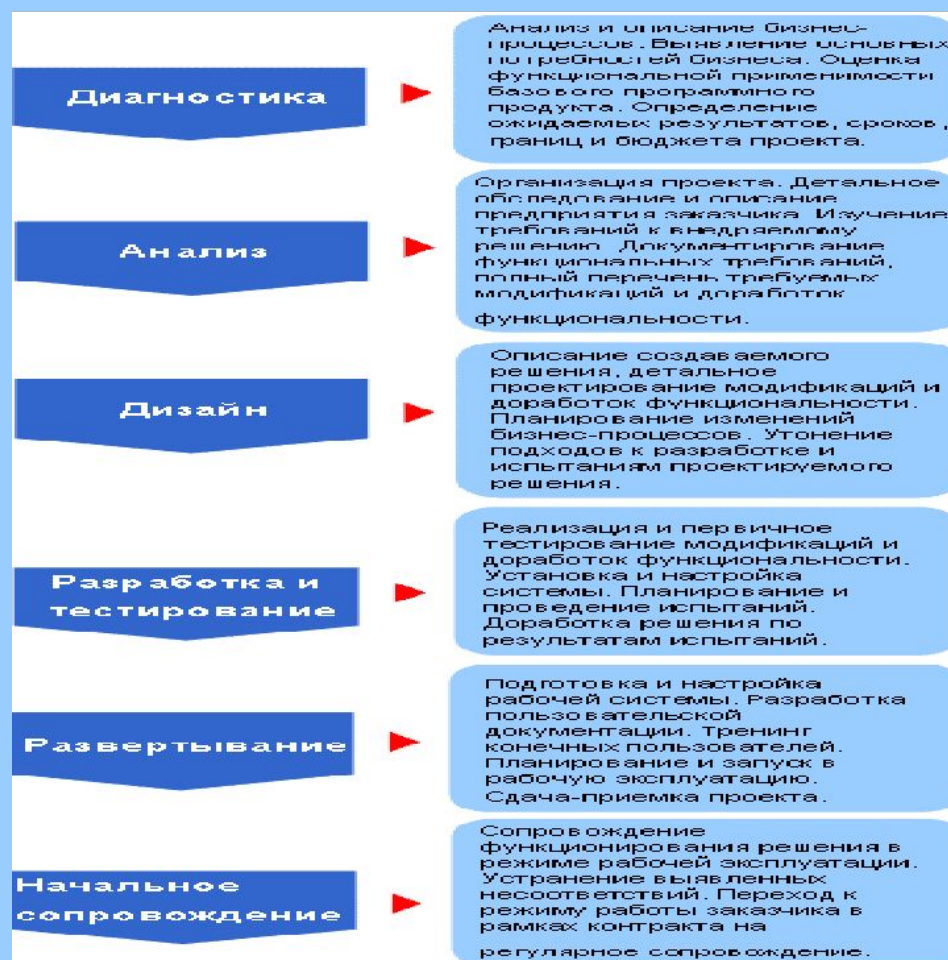 Диагностика
Анализ и описание бизнес-
процессов. Выявление основных
потребностей бизнеса. Оценка
функциональной применимости
базового программного
продукта. Определение
ожидаемых результатов, сроков,
границ и бюджета проекта.
Анализ
Организация проекта. Детальное
обследование и описание
предприятия заказчика. Изучение
требований к внедряемому
решению. Документирование
функциональных требований,
полный перечень требуемых
модификаций и доработок
функциональности.
Дизайн
Описание создаваемого
решения, детальное
проектирование модификаций и
доработок функциональности.
Планирование изменений
бизнес-процессов. Утонение
подходов к разработке и
испытаниям проектируемого
решения.
Разработка и
тестирование
Реализация и первичное
тестирование модификаций и
доработок функциональности.
Установка и настройка
системы. Планирование и
проведение испытаний.
Доработка решения по
результатам испытаний.
Развертывание
Подготовка и настройка
рабочей системы. Разработка
пользовательской
документации. Тренинг
конечных пользователей.
Планирование и запуск в
рабочую эксплуатацию.
Сдача-приемка проекта.
Начальное
сопровождение
Сопровождение
функционирования решения в
режиме рабочей эксплуатации.
Устранение выявленных
несоответствий. Переход к
режиму работы заказчика в
рамках контракта на
регулярное сопровождение.